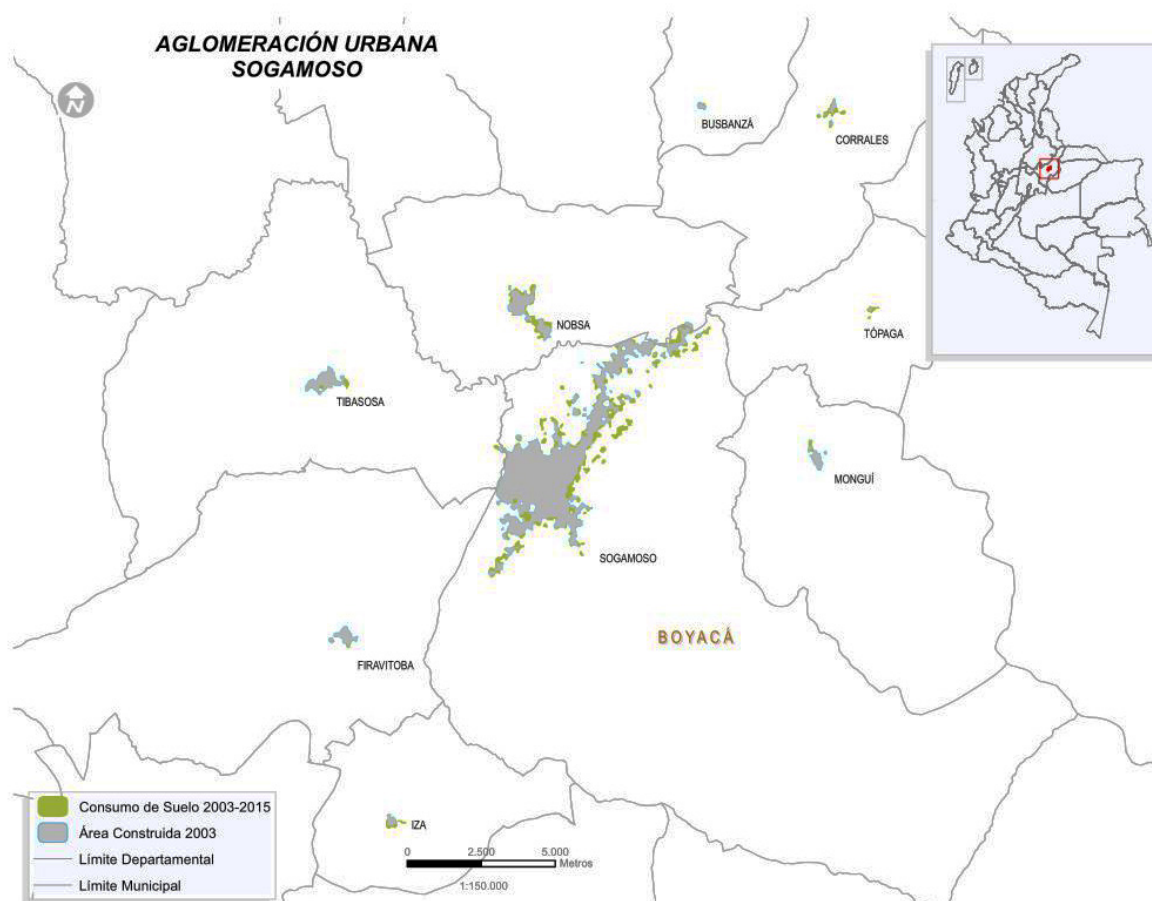 AGLOMERACIÓN URBANA
SOGAMOSO
N
BUSBANZÁ
CORRALES
NOBSA
TÓPAGA
TIBASOSA
MONGUÍ
SOGAMOSO
BOYACÁ
FIRAVITOBA
IZA
Consumo de Suelo 2003-2015
Área Construida 2003
Límite Departamental
Límite Municipal
0 2.500 5.000
Metros
1:150.000